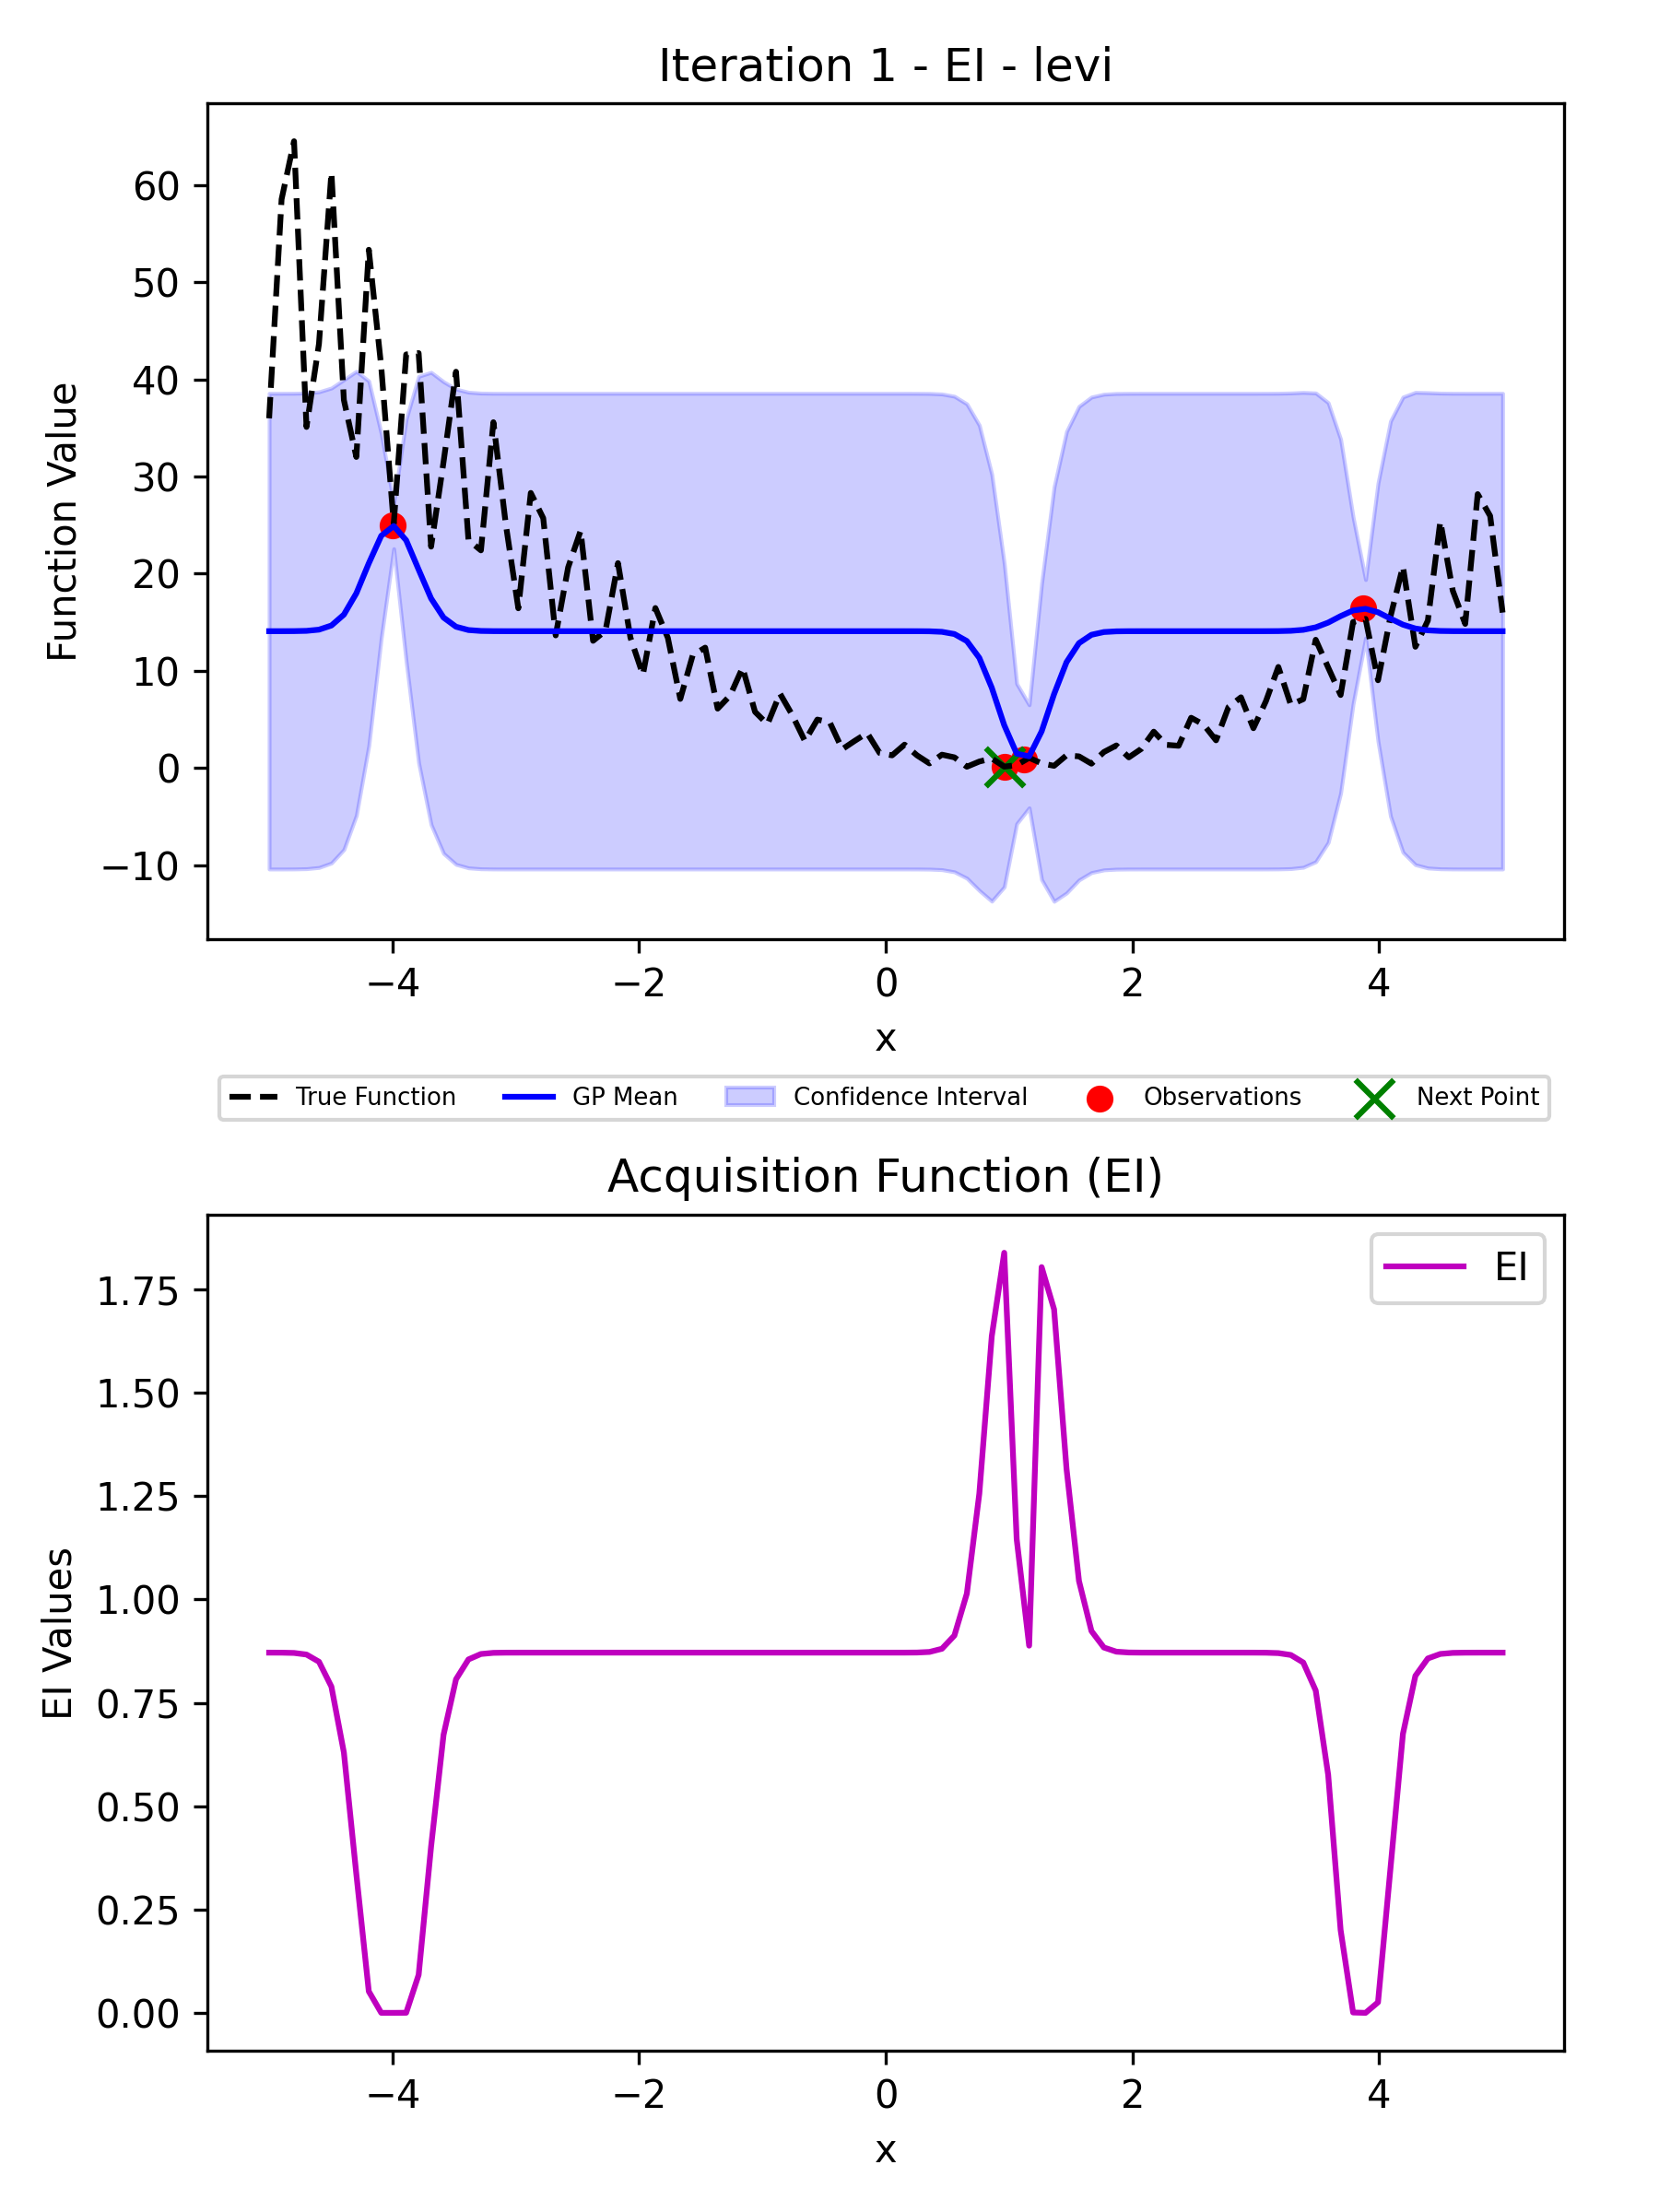 Iteration 1 - EI - levi
Function Value
60
50
40
30
20
10
0
−10
−4 −2 0 2 4
x
True Function GP Mean Confidence Interval Observations Next Point
Acquisition Function (EI)
EI
EI Values
1.75
1.50
1.25
1.00
0.75
0.50
0.25
0.00
−4 −2 0 2 4
x